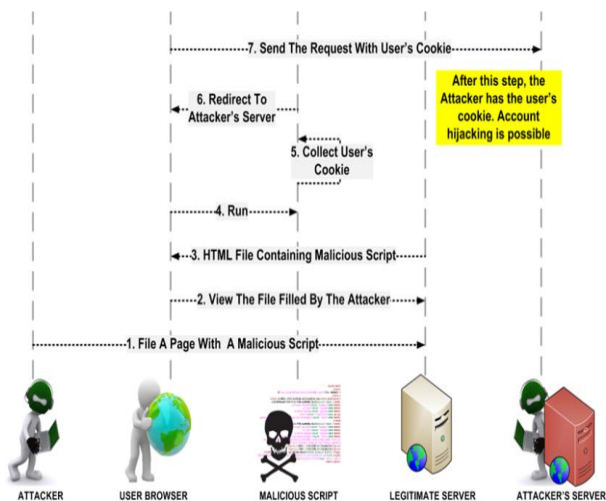 7. Send The Request With User's Cookie
After this step, the
Attacker has the user's
cookie. Account
hijacking is possible
6. Redirect To
Attacker's Server
5. Collect User's
Cookie
4. Run
3. HTML File Containing Malicious Script
2. View The File Filled By The Attacker
1. File A Page With A Malicious Script
ATTACKER
USER BROWSER
MALICIOUS SCRIPT
LEGITIMATE SERVER
ATTACKER'S SERVER